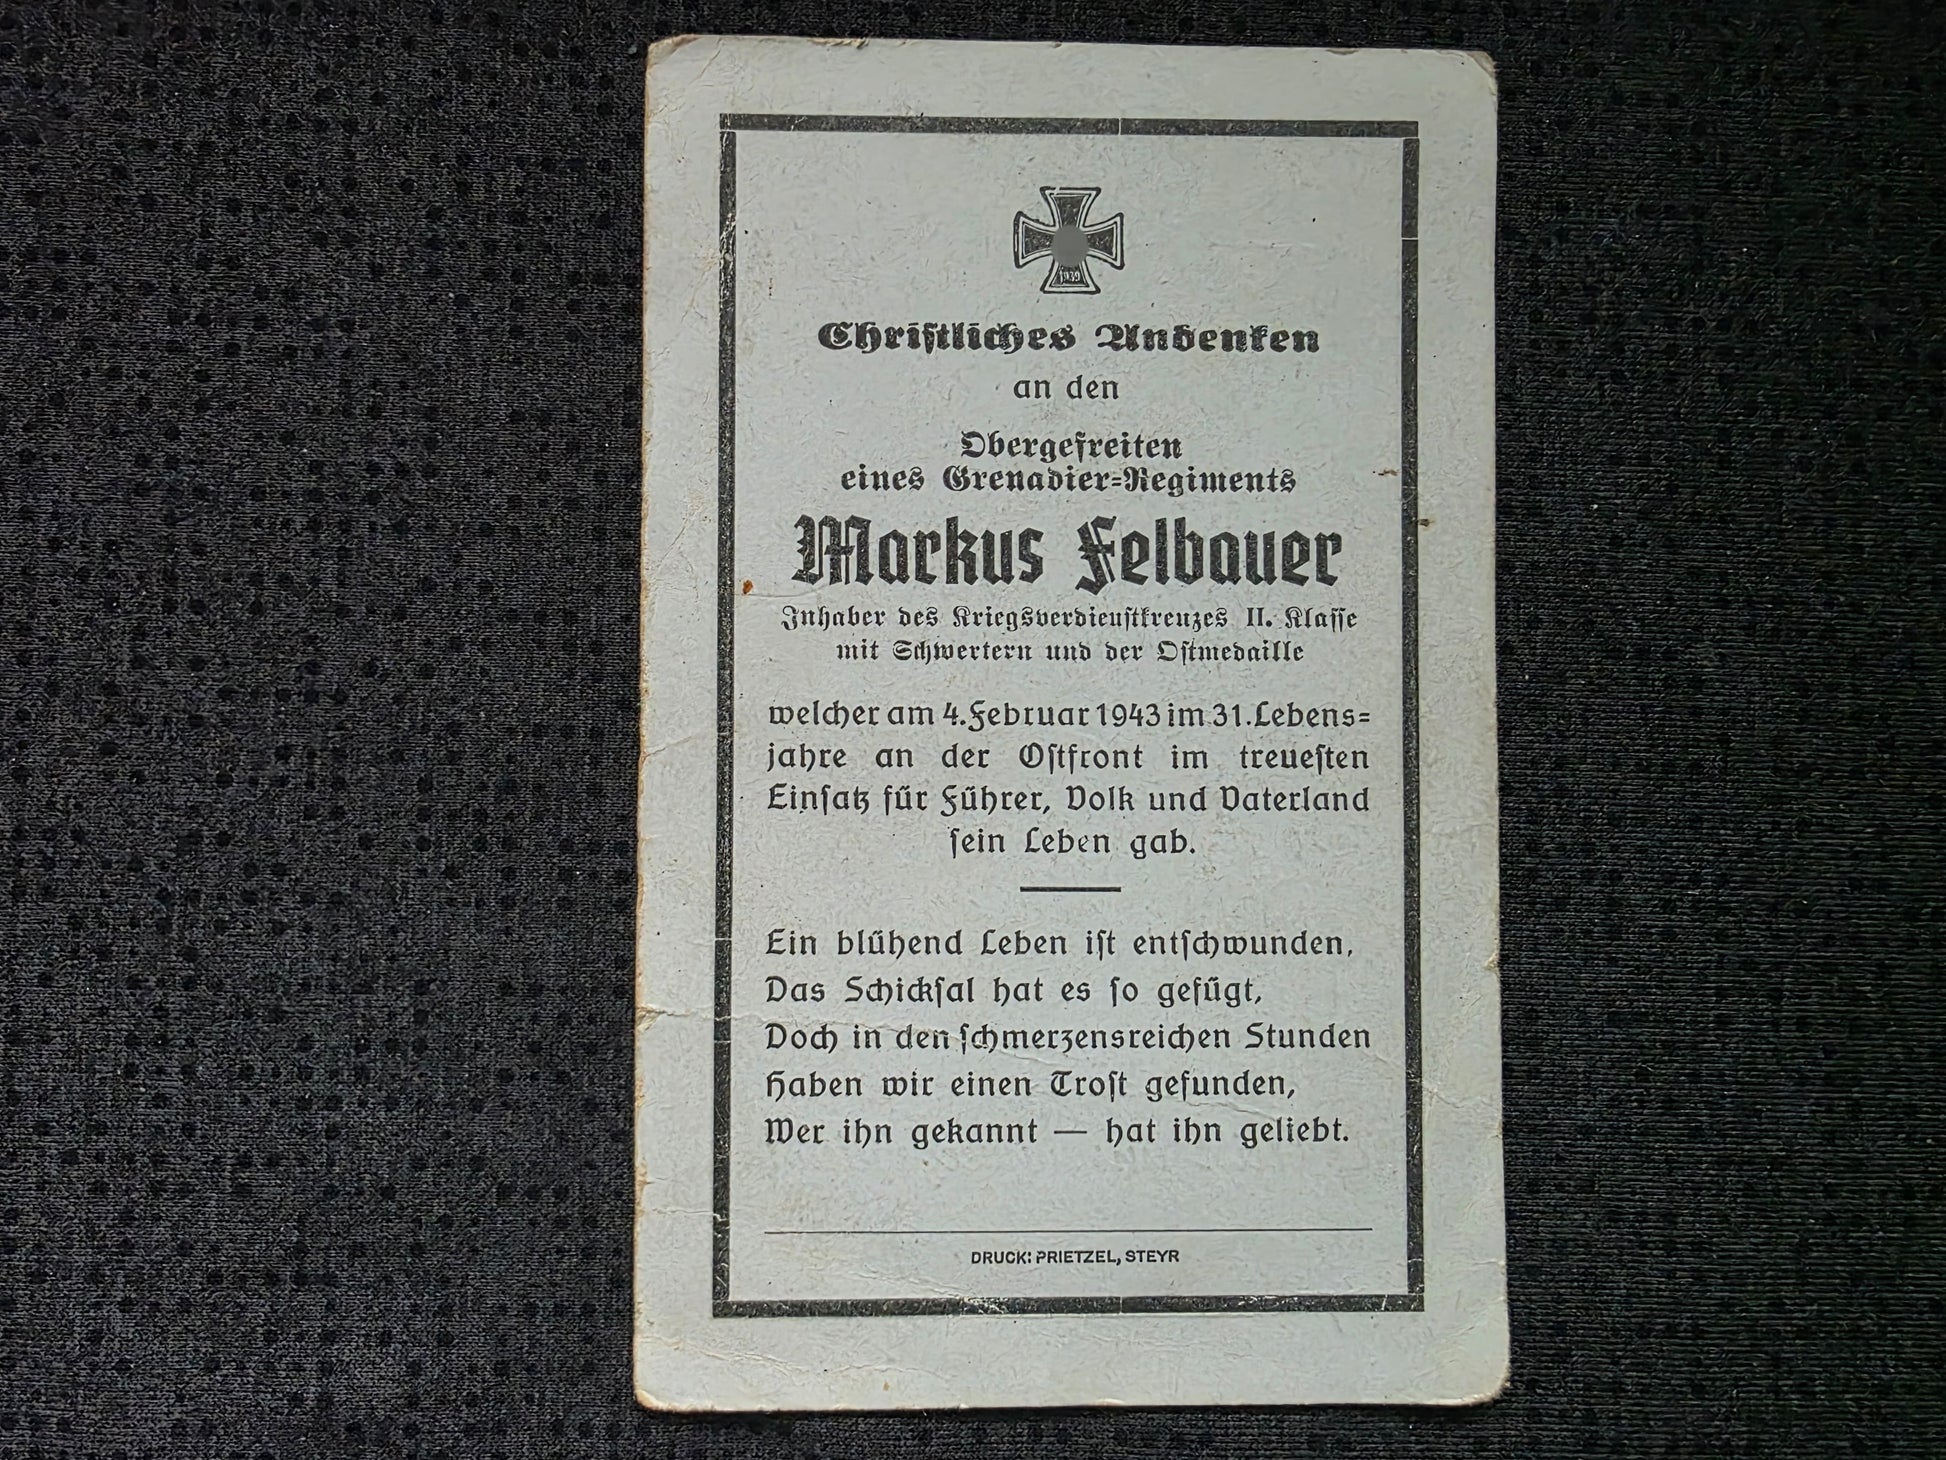 1939
Chriſtliches Andenken
an den
Obergefreiten
eines Grenadier=Regiments
Markus Felbauer
Inhaber des Kriegsverdienſtkreuzes II. Klaſſe
mit Schwertern und der Oſtmedaille
welcher am 4. Februar 1943 im 31. Lebens=
jahre an der Oſtfront im treueſten
Einſatz für Führer, Volk und Vaterland
ſein Leben gab.
Ein blühend Leben iſt entſchwunden,
Das Schickſal hat es ſo gefügt,
Doch in den ſchmerzensreichen Stunden
Haben wir einen Troſt gefunden,
Wer ihn gekannt — hat ihn geliebt.
DRUCK: PRIETZEL, STEYR